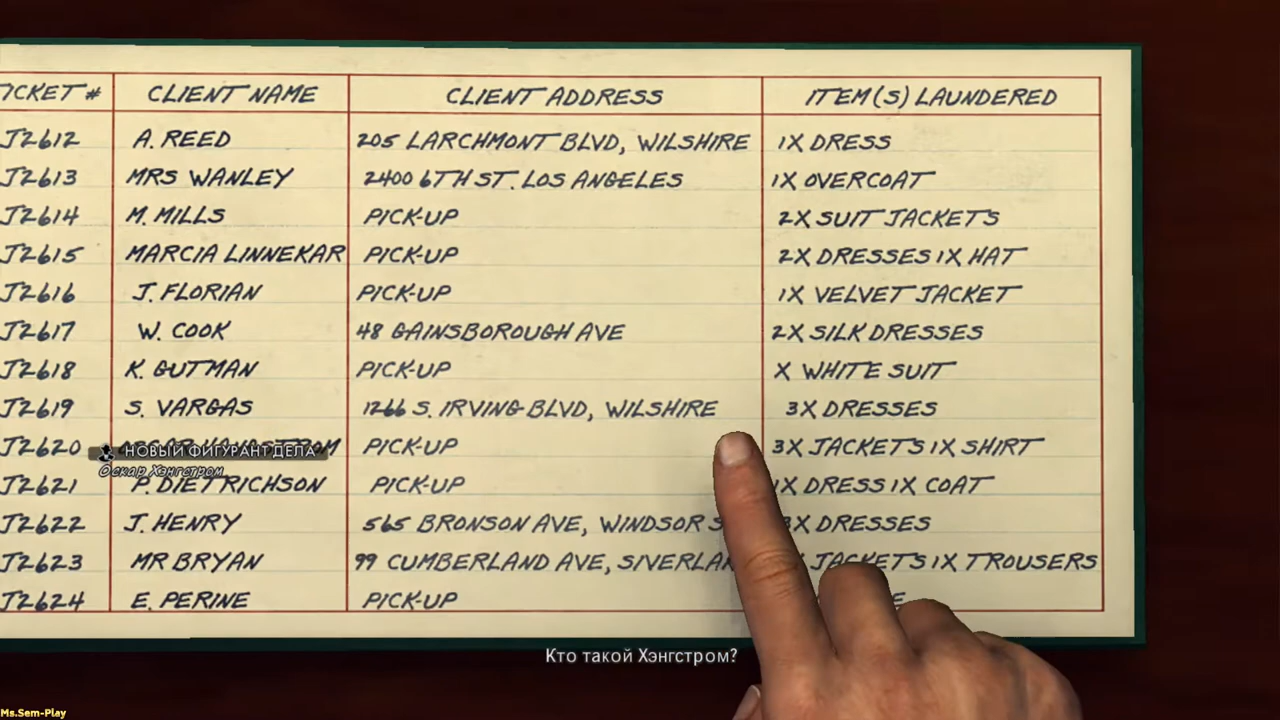 TICKET # CLIENT NAME CLIENT ADDRESS ITEM(S) LAUNDERED
J2612 A. REED 205 LARCHMONT BLVD, WILSHIRE 1X DRESS
J2613 MRS WANLEY 2400 6TH ST. LOS ANGELES 1X OVERCOAT
J2614 M. MILLS PICK-UP 2X SUIT JACKETS
J2615 MARCIA LINNEKAR PICK-UP 2X DRESSES 1X HAT
J2616 J. FLORIAN PICK-UP 1X VELVET JACKET
J2617 W. COOK 48 GAINSBOROUGH AVE 2X SILK DRESSES
J2618 K. GUTMAN PICK-UP X WHITE SUIT
J2619 S. VARGAS 1266 S. IRVING BLVD, WILSHIRE 3X DRESSES
J2620 PICK-UP 3X JACKETS 1X SHIRT
НОВЫЙ ФИГУРАНТ ДЕЛА
Оскар Хэнгстром
J2621 P. DIETRICHSON PICK-UP 1X DRESS 1X COAT
J2622 J. HENRY 565 BRONSON AVE, WINDSOR DRESSES
J2623 MR BRYAN 99 CUMBERLAND AVE, JACKETS 1X TROUSERS
J2624 E. PERINE PICK-UP
Кто такой Хэнгстром?
Ms.Sem-Play